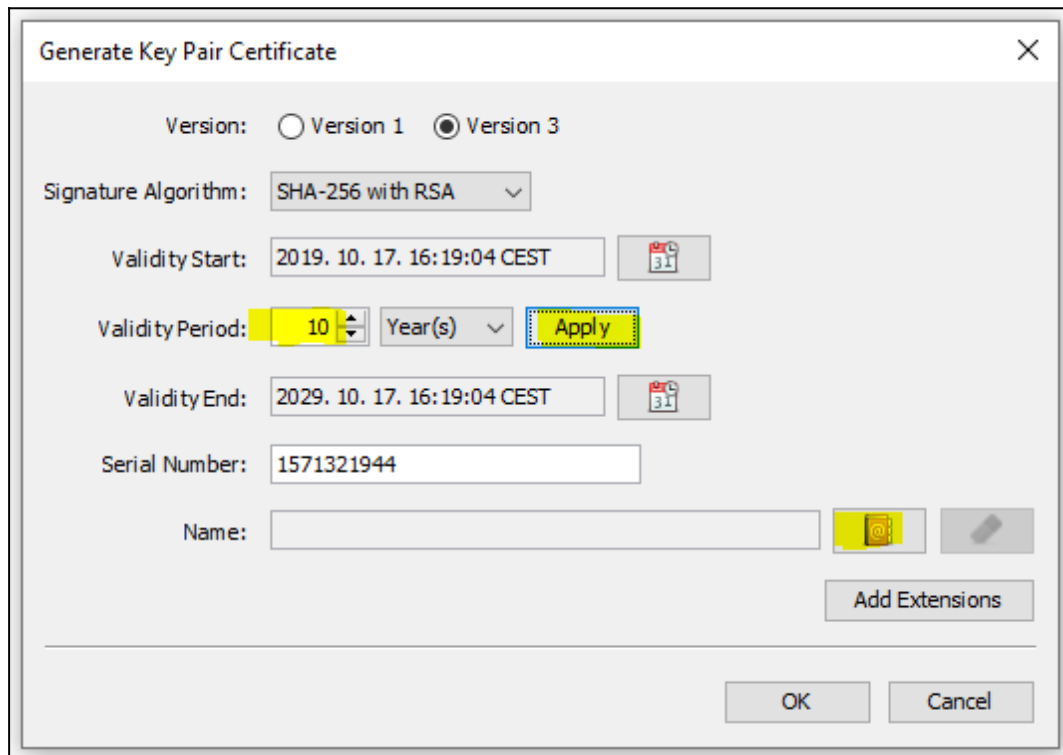 Generate Key Pair Certificate
Version: Version 1 Version 3
Signature Algorithm: SHA-256 with RSA
Validity Start: 2019. 10. 17. 16:19:04 CEST
31
Validity Period: 10 Year(s) Apply
Validity End: 2029. 10. 17. 16:19:04 CEST
31
Serial Number: 1571321944
Name: @
Add Extensions
OK Cancel